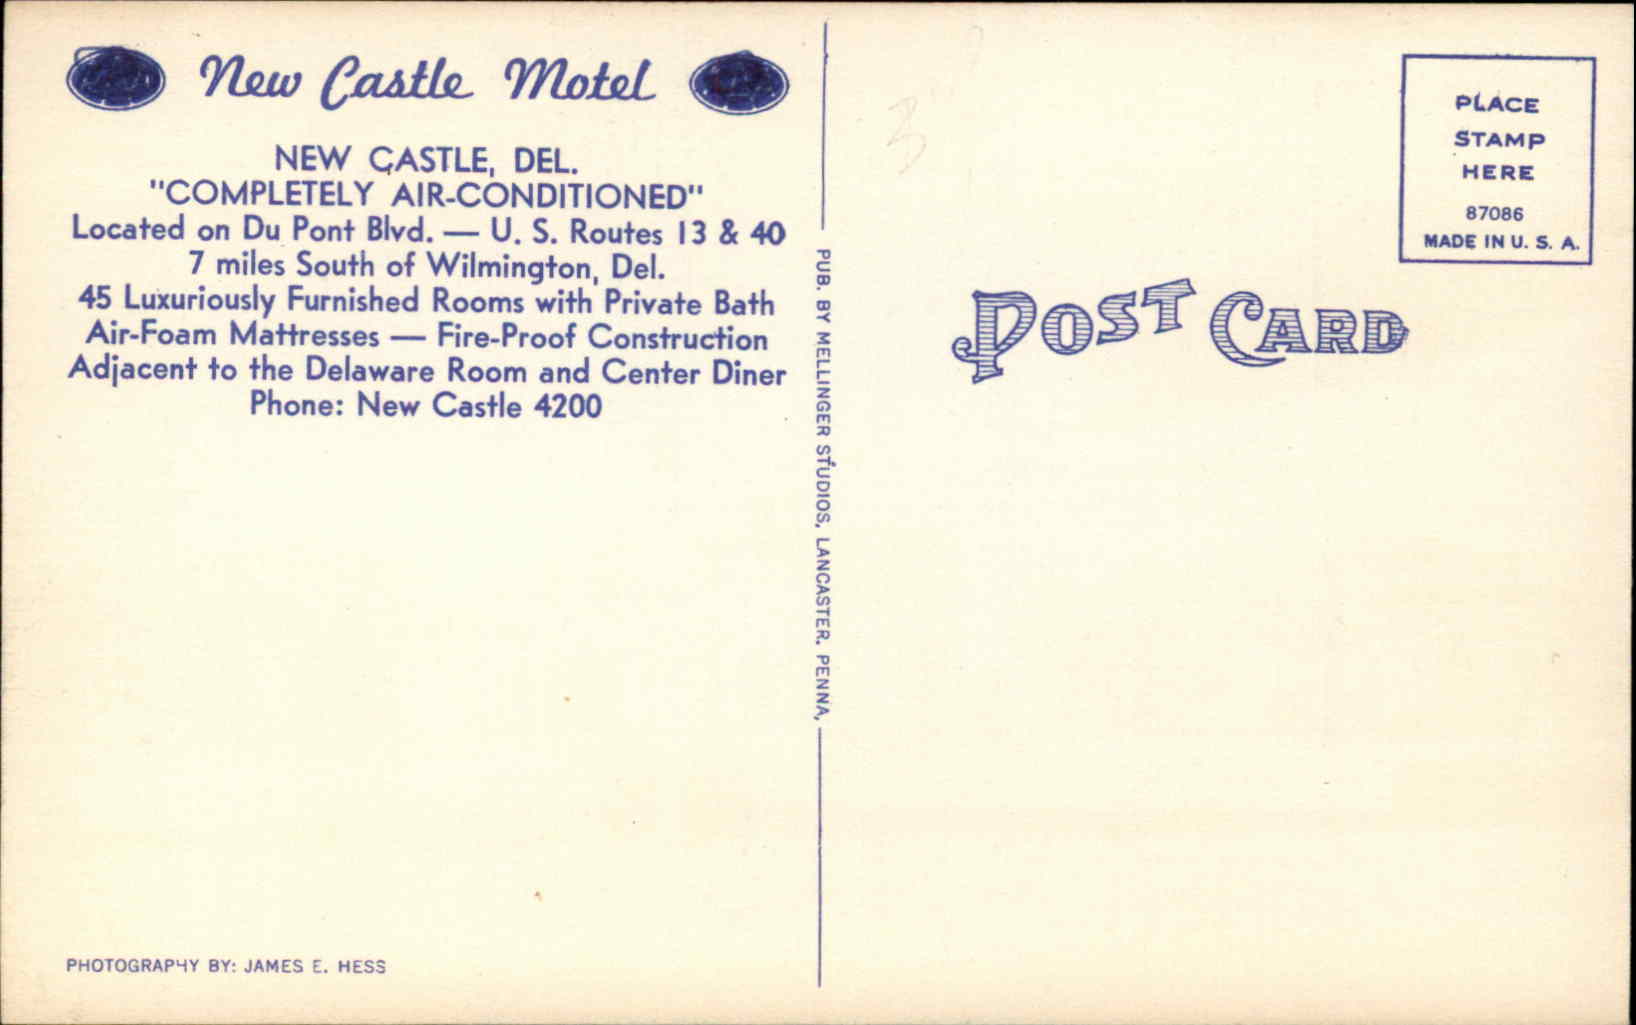 New Castle Motel
NEW CASTLE, DEL.
"COMPLETELY AIR-CONDITIONED"
Located on Du Pont Blvd. — U. S. Routes 13 & 40
7 miles South of Wilmington, Del.
45 Luxuriously Furnished Rooms with Private Bath
Air-Foam Mattresses — Fire-Proof Construction
Adjacent to the Delaware Room and Center Diner
Phone: New Castle 4200
PHOTOGRAPHY BY: JAMES E. HESS
PUB. BY MELLINGER STUDIOS, LANCASTER. PENNA,
3
POST CARD
PLACE
STAMP
HERE
87086
MADE IN U. S. A.